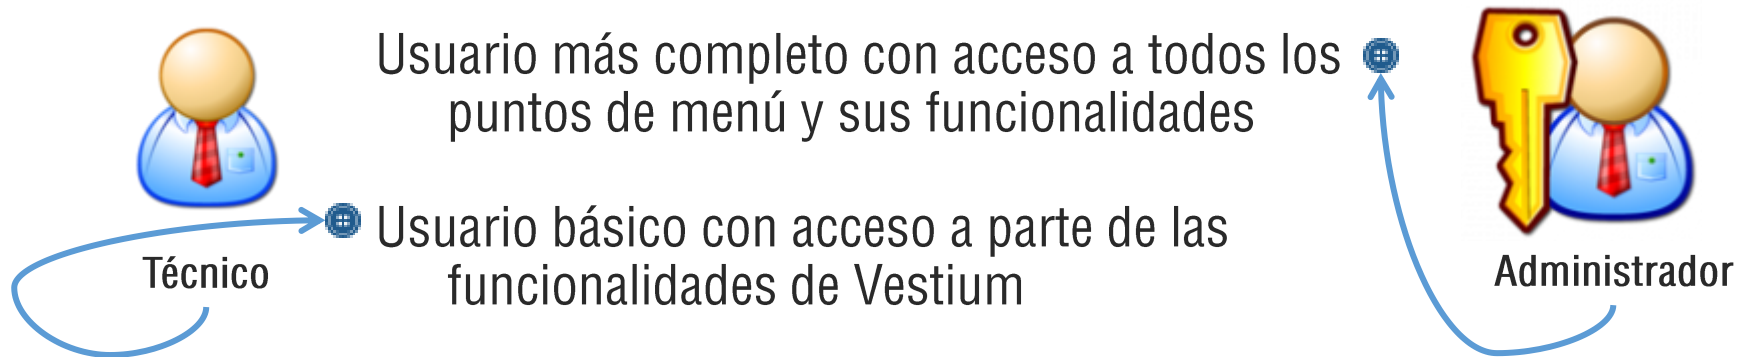 Usuario más completo con acceso a todos los
puntos de menú y sus funcionalidades
Usuario básico con acceso a parte de las
funcionalidades de Vestium
Técnico
Administrador